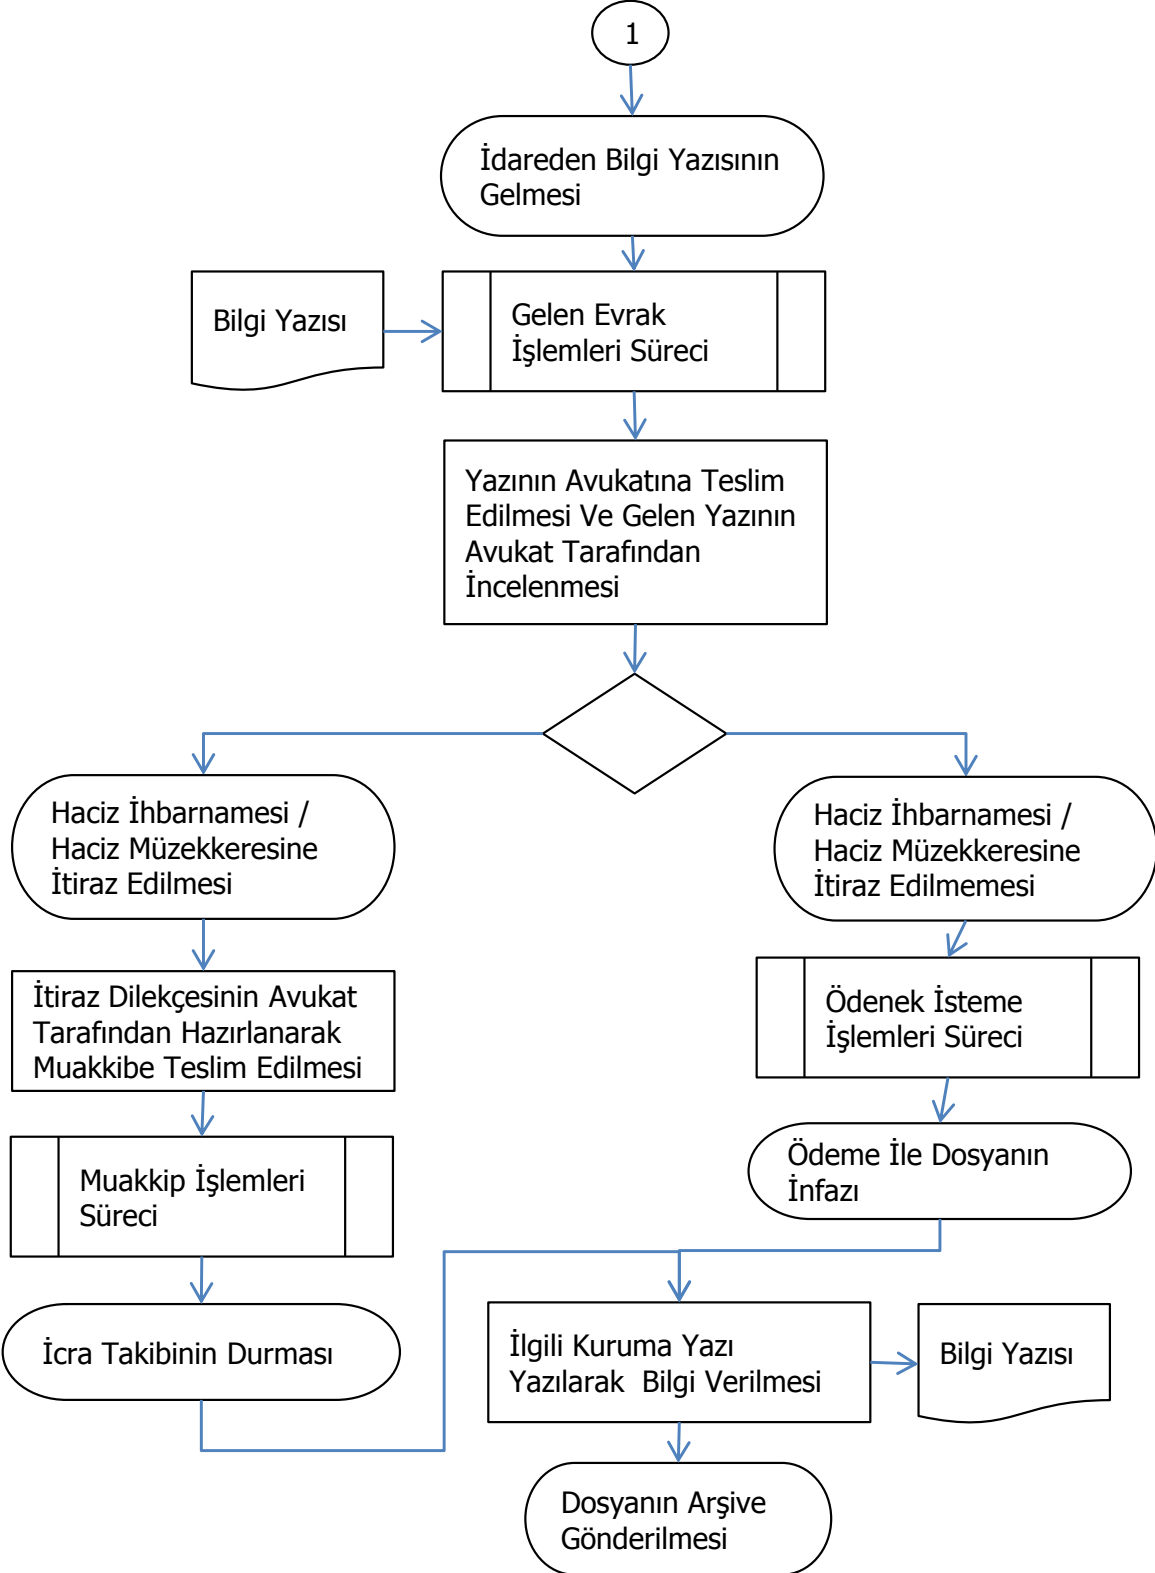 1
İdareden Bilgi Yazısının
Gelmesi
Bilgi Yazısı
Gelen Evrak
İşlemleri Süreci
Yazının Avukatına Teslim
Edilmesi Ve Gelen Yazının
Avukat Tarafından
İncelenmesi
Haciz İhbarnamesi /
Haciz Müzekkeresine
İtiraz Edilmesi
Haciz İhbarnamesi /
Haciz Müzekkeresine
İtiraz Edilmemesi
İtiraz Dilekçesinin Avukat
Tarafından Hazırlanarak
Muakkibe Teslim Edilmesi
Ödenek İsteme
İşlemleri Süreci
Muakkip İşlemleri
Süreci
Ödeme İle Dosyanın
İnfazı
İcra Takibinin Durması
İlgili Kuruma Yazı
Yazılarak  Bilgi Verilmesi
Bilgi Yazısı
Dosyanın Arşive
Gönderilmesi